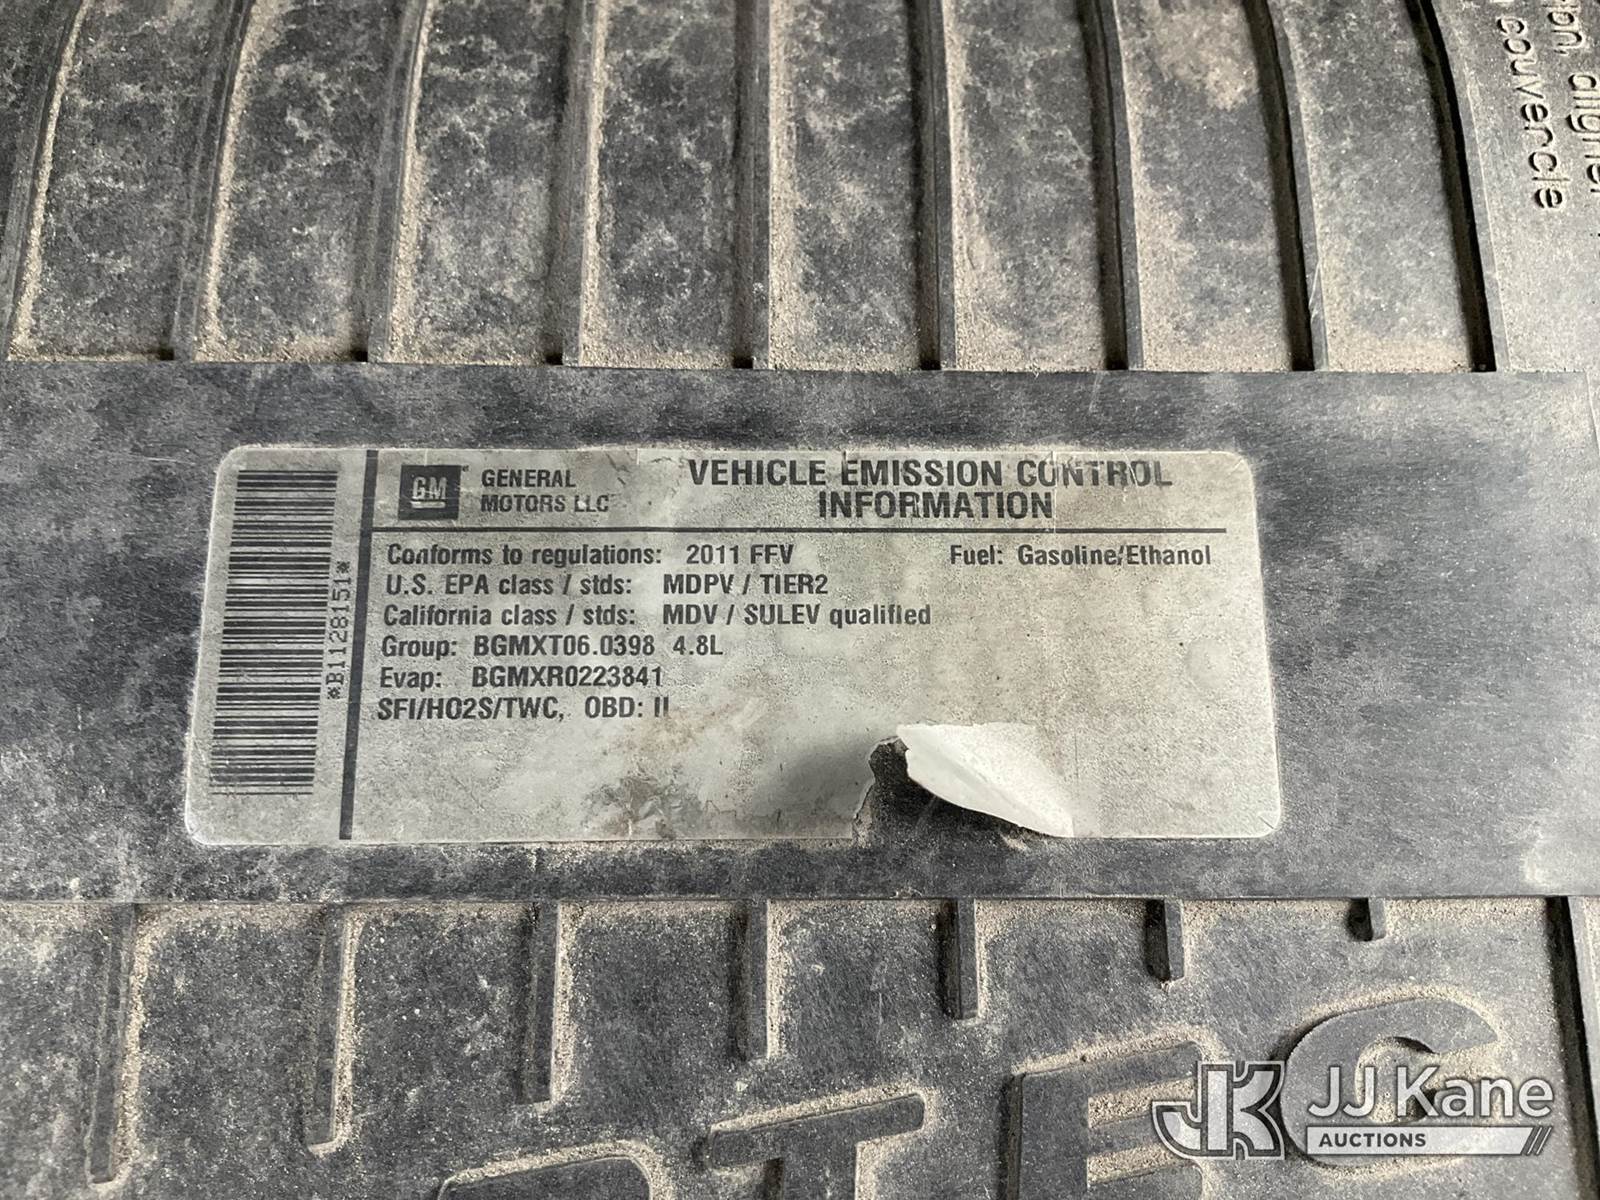 couvercle
GM GENERAL MOTORS LLC
VEHICLE EMISSION CONTROL
INFORMATION
Conforms to regulations: 2011 FFV Fuel: Gasoline/Ethanol
U.S. EPA class / stds: MDPV / TIER2
California class / stds: MDV / SULEV qualified
Group: BGMXT06.0398 4.8L
Evap: BGMXR0223841
SFI/HO2S/TWC, OBD: II
*B1128151*
JK JJ Kane
AUCTIONS